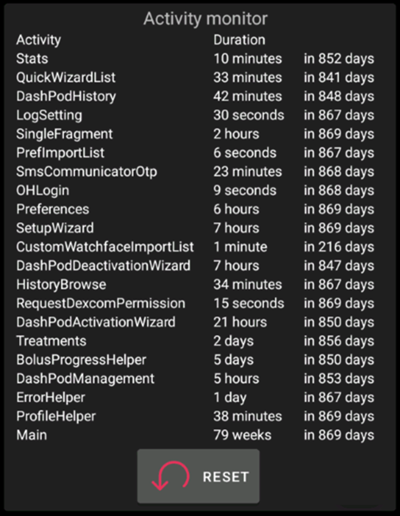 Activity monitor
Activity Duration
Stats 10 minutes in 852 days
QuickWizardList 33 minutes in 841 days
DashPodHistory 42 minutes in 848 days
LogSetting 30 seconds in 867 days
SingleFragment 2 hours in 869 days
PrefImportList 6 seconds in 867 days
SmsCommunicatorOtp 23 minutes in 868 days
OHLogin 9 seconds in 868 days
Preferences 6 hours in 869 days
SetupWizard 7 hours in 869 days
CustomWatchfaceImportList 1 minute in 216 days
DashPodDeactivationWizard 7 hours in 847 days
HistoryBrowse 34 minutes in 867 days
RequestDexcomPermission 15 seconds in 869 days
DashPodActivationWizard 21 hours in 850 days
Treatments 2 days in 856 days
BolusProgressHelper 5 days in 850 days
DashPodManagement 5 hours in 853 days
ErrorHelper 1 day in 867 days
ProfileHelper 38 minutes in 869 days
Main 79 weeks in 869 days
RESET